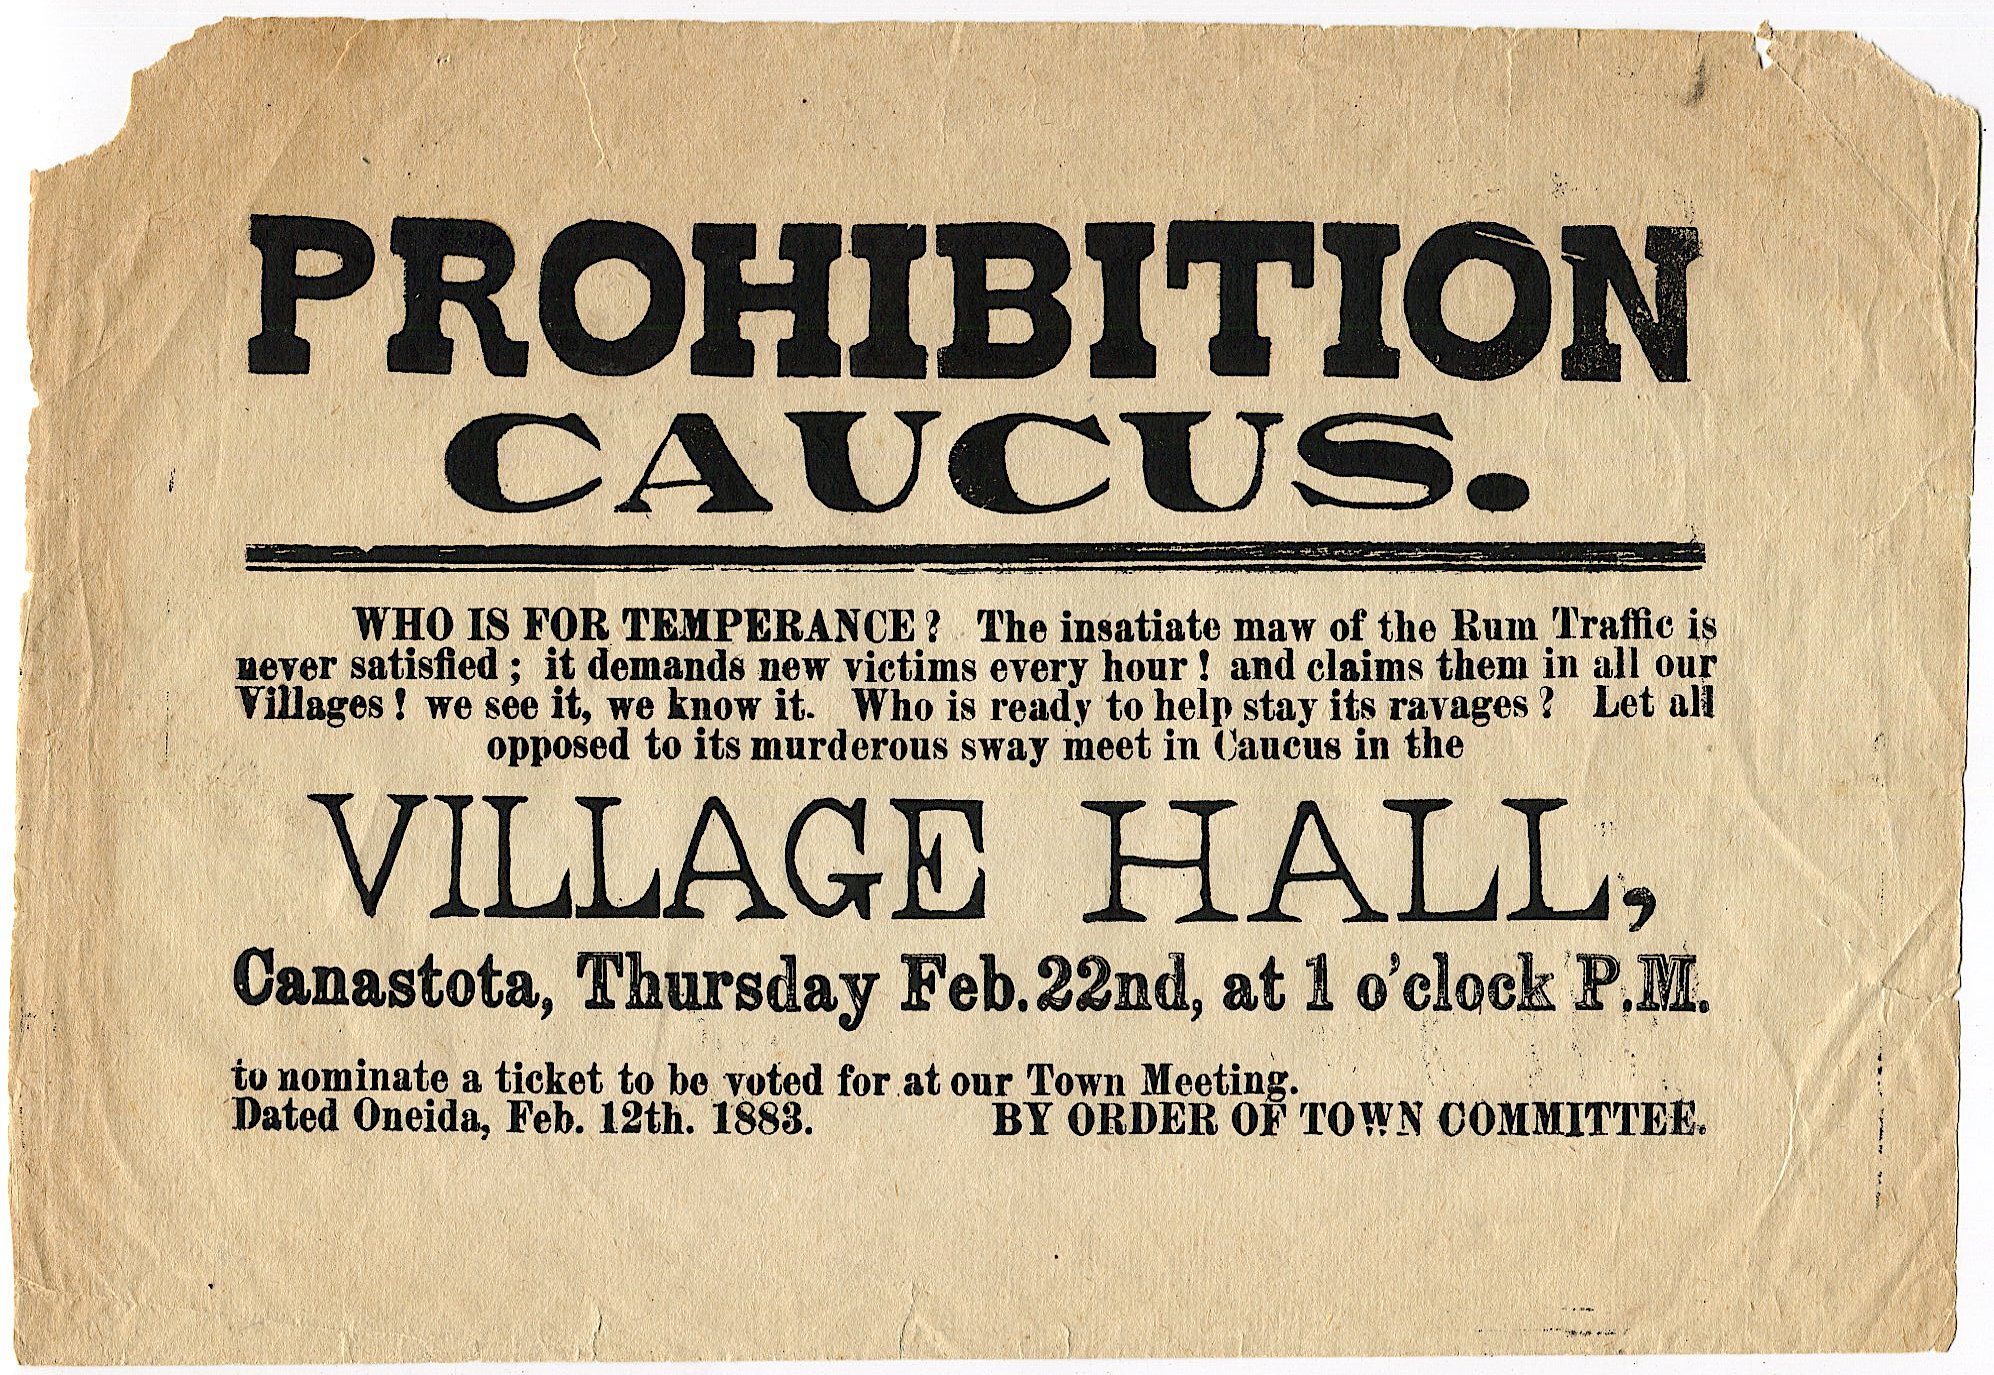 PROHIBITION
CAUCUS.
WHO IS FOR TEMPERANCE? The insatiate maw of the Rum Traffic is
never satisfied; it demands new victims every hour! and claims them in all our
Villages! we see it, we know it. Who is ready to help stay its ravages? Let all
opposed to its murderous sway meet in Caucus in the
VILLAGE HALL,
Canastota, Thursday Feb. 22nd, at 1 o'clock P.M.
to nominate a ticket to be voted for at our Town Meeting.
Dated Oneida, Feb. 12th. 1883. BY ORDER OF TOWN COMMITTEE.